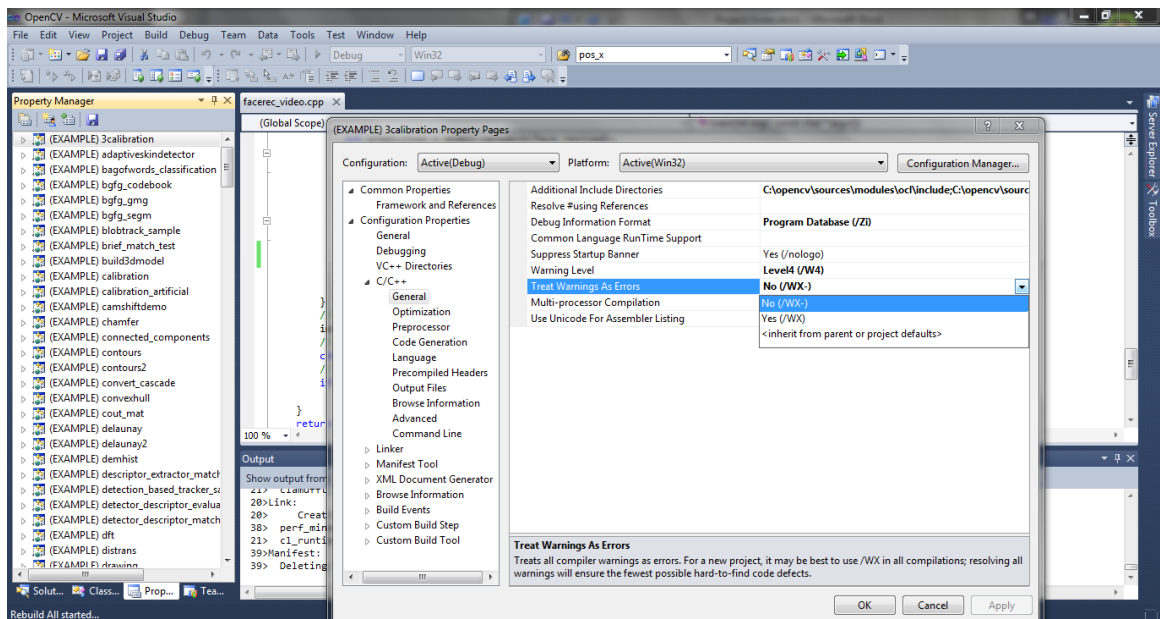 OpenCV - Microsoft Visual Studio
File Edit View Project Build Debug Team Data Tools Test Window Help
Debug Win32 pos_x
Property Manager
facerec_video.cpp
(Global Scope)
(EXAMPLE) 3calibration
(EXAMPLE) adaptiveskindetector
(EXAMPLE) bagofwords_classification
(EXAMPLE) bgfg_codebook
(EXAMPLE) bgfg_gmg
(EXAMPLE) bgfg_segm
(EXAMPLE) blobtrack_sample
(EXAMPLE) brief_match_test
(EXAMPLE) build3dmodel
(EXAMPLE) calibration
(EXAMPLE) calibration_artificial
(EXAMPLE) camshiftdemo
(EXAMPLE) chamfer
(EXAMPLE) connected_components
(EXAMPLE) contours
(EXAMPLE) contours2
(EXAMPLE) convert_cascade
(EXAMPLE) convexhull
(EXAMPLE) cout_mat
(EXAMPLE) delaunay
(EXAMPLE) delaunay2
(EXAMPLE) demhist
(EXAMPLE) descriptor_extractor_match
(EXAMPLE) detection_based_tracker_sa
(EXAMPLE) detector_descriptor_evalua
(EXAMPLE) detector_descriptor_match
(EXAMPLE) dft
(EXAMPLE) distrans
(EXAMPLE) drawing
Solut... Class... Prop... Tea...
Rebuild All started...
}
}
retur
100 %
Output
Show output from
20>Link:
20> Creat
38> perf_min
21> cl_runti
39>Manifest:
39> Deleting
(EXAMPLE) 3calibration Property Pages
Configuration: Active(Debug) Platform: Active(Win32) Configuration Manager...
Common Properties
Framework and References
Configuration Properties
General
Debugging
VC++ Directories
C/C++
General
Optimization
Preprocessor
Code Generation
Language
Precompiled Headers
Output Files
Browse Information
Advanced
Command Line
Linker
Manifest Tool
XML Document Generator
Browse Information
Build Events
Custom Build Step
Custom Build Tool
Additional Include Directories C:\opencv\sources\modules\ocl\include;C:\opencv\sourc
Resolve #using References
Debug Information Format Program Database (/Zi)
Common Language RunTime Support
Suppress Startup Banner Yes (/nologo)
Warning Level Level4 (/W4)
Treat Warnings As Errors No (/WX-)
Multi-processor Compilation No (/WX-)
Use Unicode For Assembler Listing Yes (/WX)
<inherit from parent or project defaults>
Treat Warnings As Errors
Treats all compiler warnings as errors. For a new project, it may be best to use /WX in all compilations; resolving all
warnings will ensure the fewest possible hard-to-find code defects.
OK Cancel Apply
Server Explorer
Toolbox